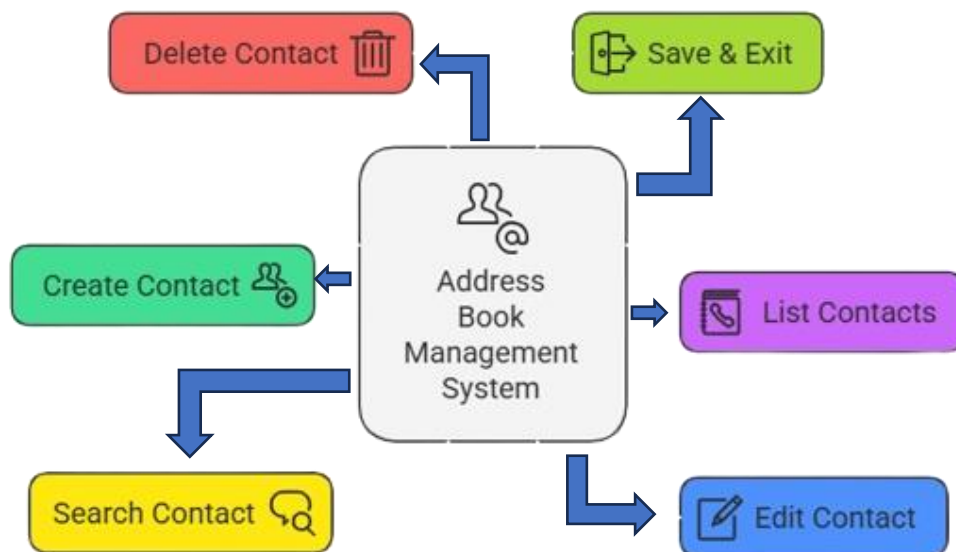 Delete Contact
Save & Exit
Address
Book
Management
System
Create Contact
List Contacts
Search Contact
Edit Contact